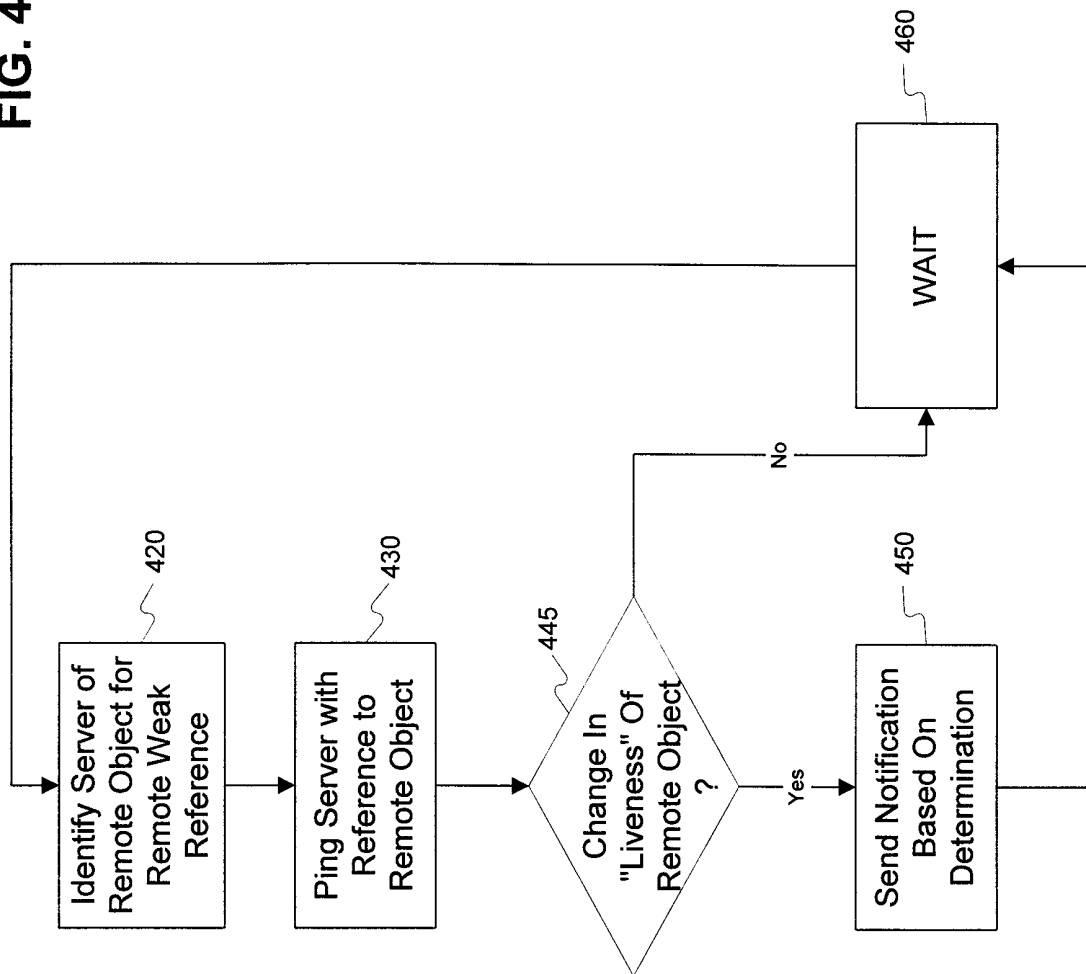 FIG. 4
Identify Server of
Remote Object for
Remote Weak
Reference
420
Ping Server with
Reference to
Remote Object
430
Change In
"Liveness" Of
Remote Object
?
445
No
Yes
Send Notification
Based On
Determination
450
WAIT
460